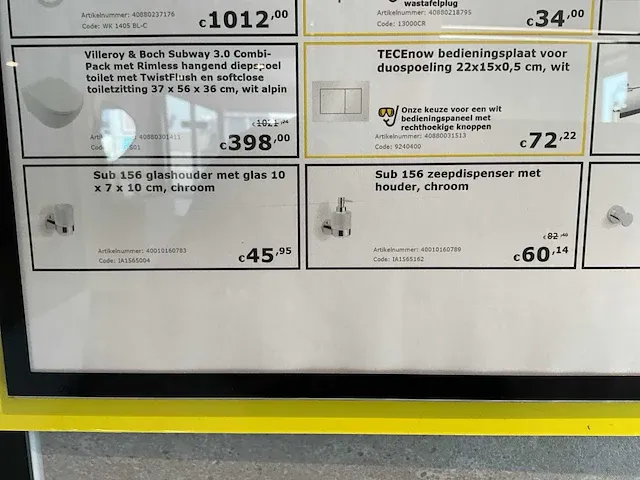 Artikelnummer: 40880237176
Code: WK 1405 BL-C
€1012,00
wastafelplug
Artikelnummer: 40880218795
Code: 13000CR
€34,00
Villeroy & Boch Subway 3.0 Combi-
Pack met Rimless hangend diepspoel
toilet met TwistFlush en softclose
toiletzitting 37 x 56 x 36 cm, wit alpin
40880301411
€398,00
TECEnow bedieningsplaat voor
duospoeling 22x15x0,5 cm, wit
Onze keuze voor een wit
bedieningspaneel met
rechthoekige knoppen
Artikelnummer: 40880031513
Code: 9240400
€72,22
Sub 156 glashouder met glas 10
x 7 x 10 cm, chroom
Artikelnummer: 40010160783
Code: IA1565004
€45,95
Sub 156 zeepdispenser met
houder, chroom
€82,40
Artikelnummer: 40010160789
Code: IA1565162
€60,14